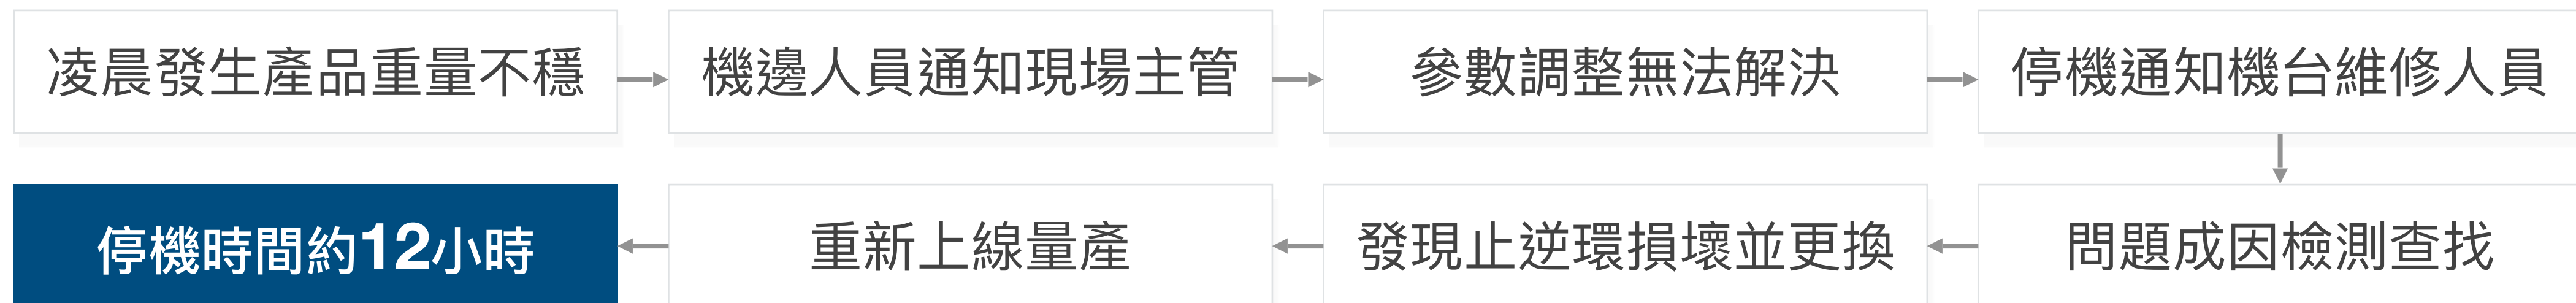 凌晨發生產品重量不穩
機邊人員通知現場主管
參數調整無法解決
停機通知機台維修人員
問題成因檢測查找
發現止逆環損壞並更換
重新上線量產
停機時間約12小時